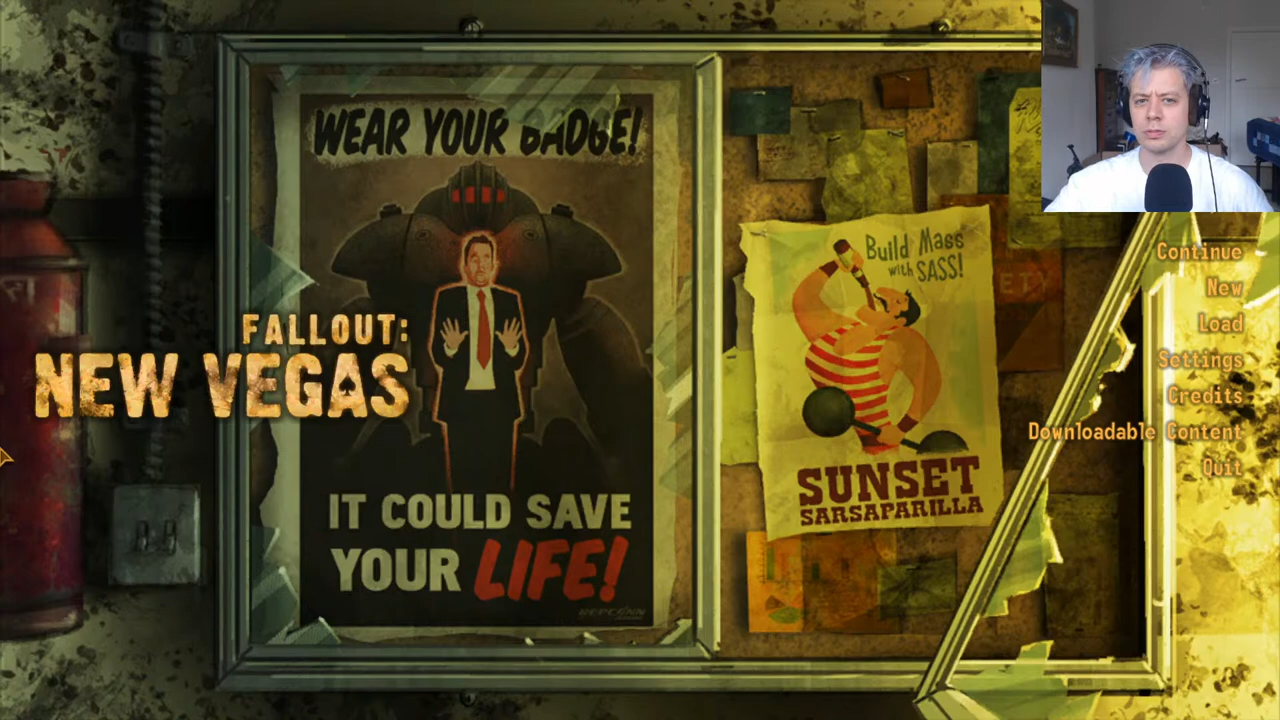 WEAR YOUR BADGE!
FALLOUT:
NEW VEGAS
IT COULD SAVE
YOUR LIFE!
REPCONN
Build Mass
with SASS!
SUNSET
SARSAPARILLA
Continue
New
Load
Settings
Credits
Downloadable Content
Quit